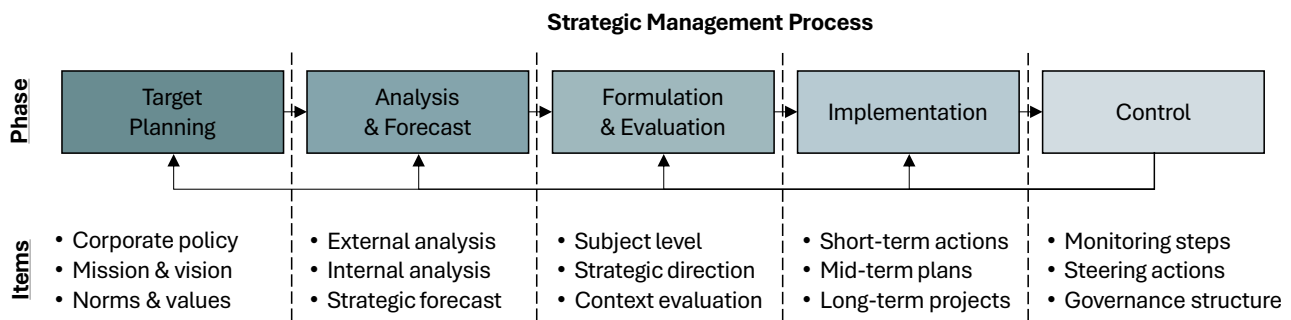 Strategic Management Process
Phase
Target
Planning
Analysis
& Forecast
Formulation
& Evaluation
Implementation
Control
Items
• Corporate policy
• Mission & vision
• Norms & values
• External analysis
• Internal analysis
• Strategic forecast
• Subject level
• Strategic direction
• Context evaluation
• Short-term actions
• Mid-term plans
• Long-term projects
• Monitoring steps
• Steering actions
• Governance structure